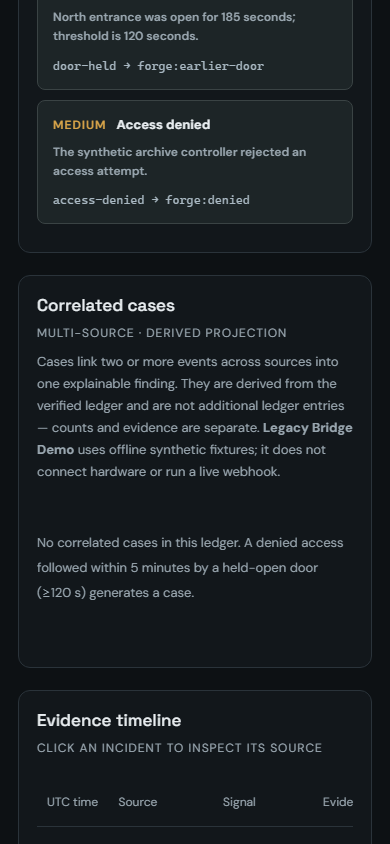 North entrance was open for 185 seconds;
threshold is 120 seconds.
door-held → forge:earlier-door
MEDIUM Access denied
The synthetic archive controller rejected an
access attempt.
access-denied → forge:denied
Correlated cases
MULTI-SOURCE · DERIVED PROJECTION
Cases link two or more events across sources into
one explainable finding. They are derived from the
verified ledger and are not additional ledger entries
— counts and evidence are separate. Legacy Bridge
Demo uses offline synthetic fixtures; it does not
connect hardware or run a live webhook.
No correlated cases in this ledger. A denied access
followed within 5 minutes by a held-open door
(≥120 s) generates a case.
Evidence timeline
CLICK AN INCIDENT TO INSPECT ITS SOURCE
UTC time Source Signal Evide